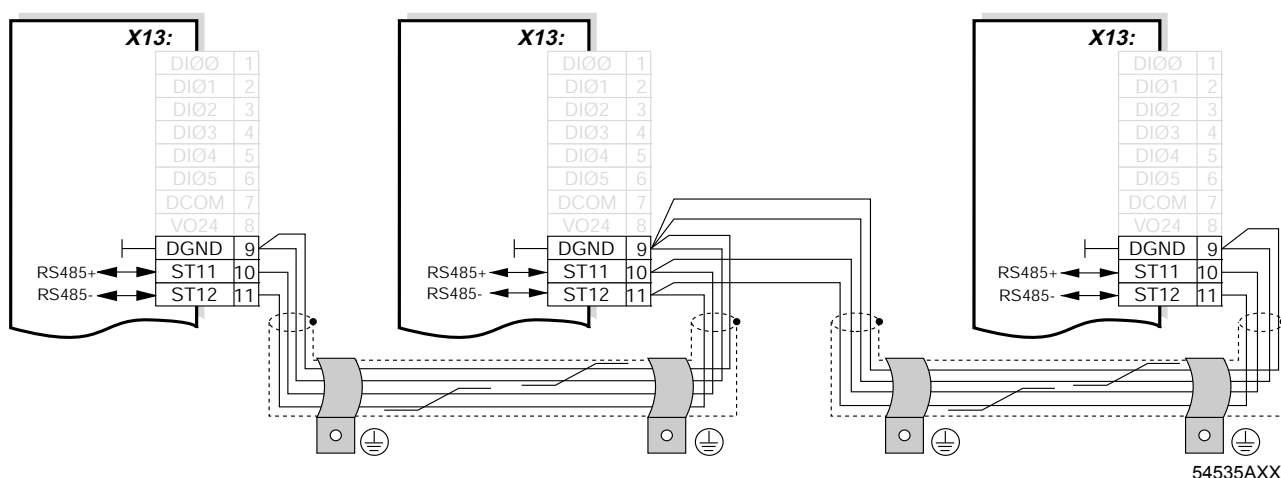 X13:
DIØØ 1
DIØ1 2
DIØ2 3
DIØ3 4
DIØ4 5
DIØ5 6
DCOM 7
VO24 8
DGND 9
RS485+ ST11 10
RS485- ST12 11
X13:
DIØØ 1
DIØ1 2
DIØ2 3
DIØ3 4
DIØ4 5
DIØ5 6
DCOM 7
VO24 8
DGND 9
RS485+ ST11 10
RS485- ST12 11
X13:
DIØØ 1
DIØ1 2
DIØ2 3
DIØ3 4
DIØ4 5
DIØ5 6
DCOM 7
VO24 8
DGND 9
RS485+ ST11 10
RS485- ST12 11
54535AXX